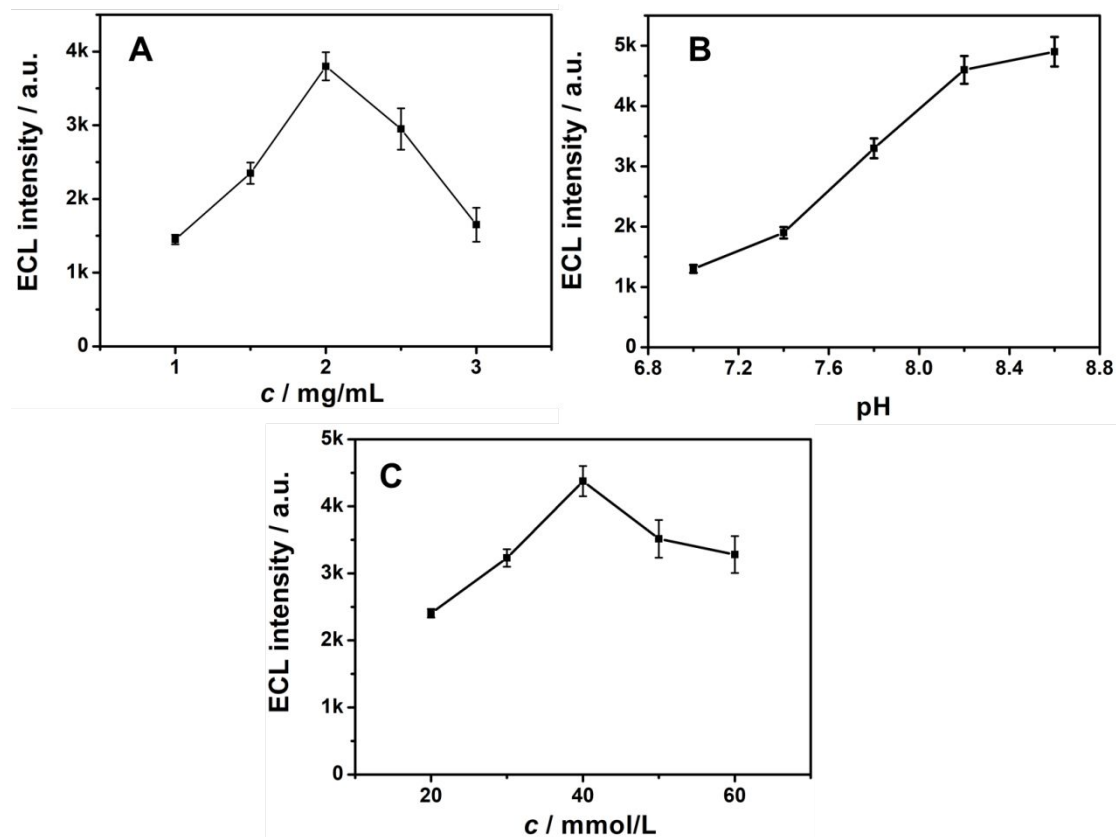 A
ECL intensity / a.u.
4k
3k
2k
1k
0
1 2 3
c / mg/mL
B
ECL intensity / a.u.
5k
4k
3k
2k
1k
0
6.8 7.2 7.6 8.0 8.4 8.8
pH
C
ECL intensity / a.u.
5k
4k
3k
2k
1k
0
20 40 60
c / mmol/L